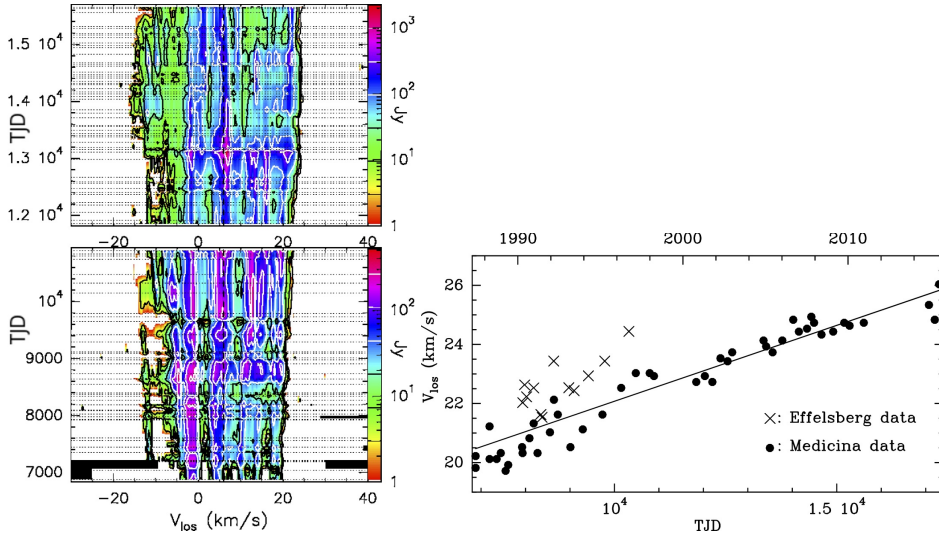 TJD
1.5 10⁴
1.4 10⁴
1.3 10⁴
1.2 10⁴
−20 0 20 40
10³
100
Jy
10¹
1
TJD
10⁴
9000
8000
7000
−20 0 20 40
V_los (km/s)
10²
Jy
10
1
1990 2000 2010
V_los (km/s)
26
24
22
20
×: Effelsberg data
●: Medicina data
10⁴ 1.5 10⁴
TJD